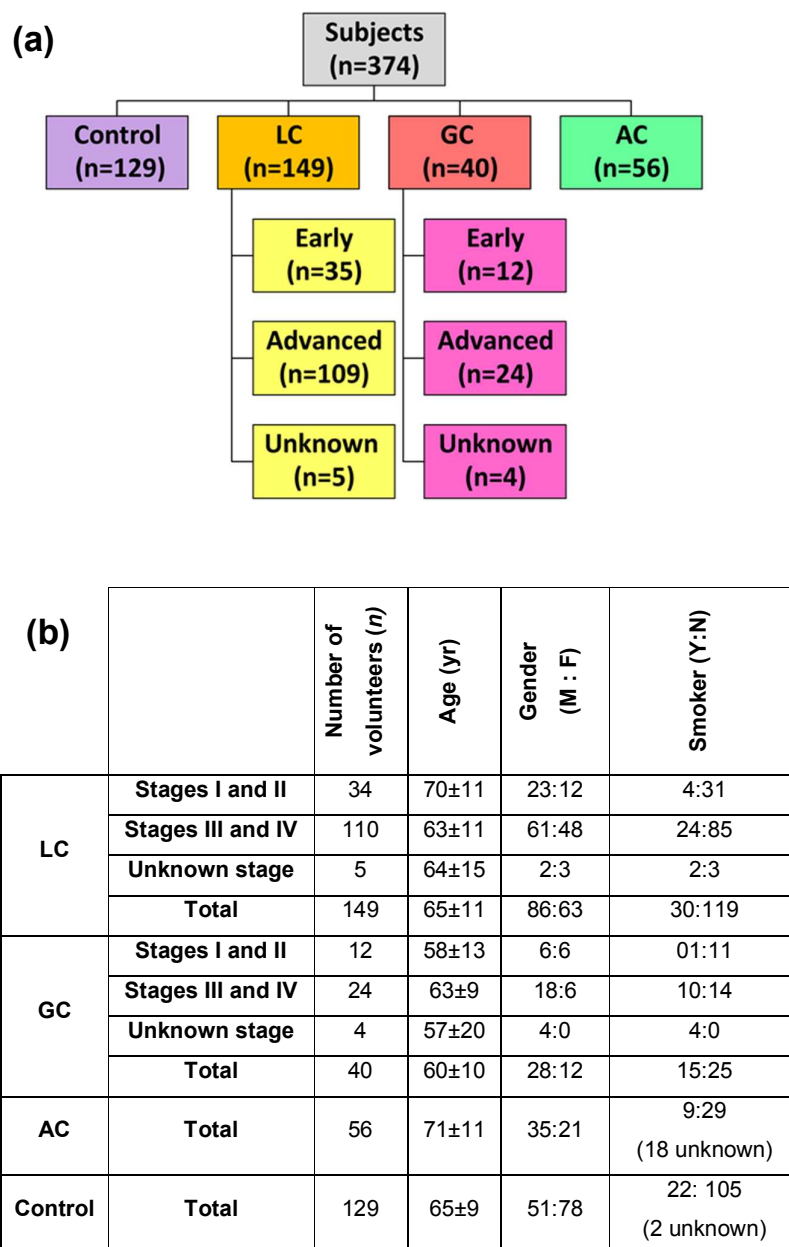 (a)
Subjects
(n=374)
Control
(n=129)
LC
(n=149)
GC
(n=40)
AC
(n=56)
Early
(n=35)
Early
(n=12)
Advanced
(n=109)
Advanced
(n=24)
Unknown
(n=5)
Unknown
(n=4)
(b)
Number of
volunteers (n)
Age (yr)
Gender
(M : F)
Smoker (Y:N)
LC
Stages I and II 34 70±11 23:12 4:31
Stages III and IV 110 63±11 61:48 24:85
Unknown stage 5 64±15 2:3 2:3
Total 149 65±11 86:63 30:119
GC
Stages I and II 12 58±13 6:6 01:11
Stages III and IV 24 63±9 18:6 10:14
Unknown stage 4 57±20 4:0 4:0
Total 40 60±10 28:12 15:25
AC Total 56 71±11 35:21 9:29
(18 unknown)
Control Total 129 65±9 51:78 22: 105
(2 unknown)